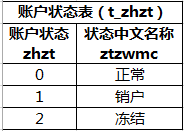 账户状态表（t_zhzt）
账户状态 状态中文名称
zhzt ztzwmc
0 正常
1 销户
2 冻结